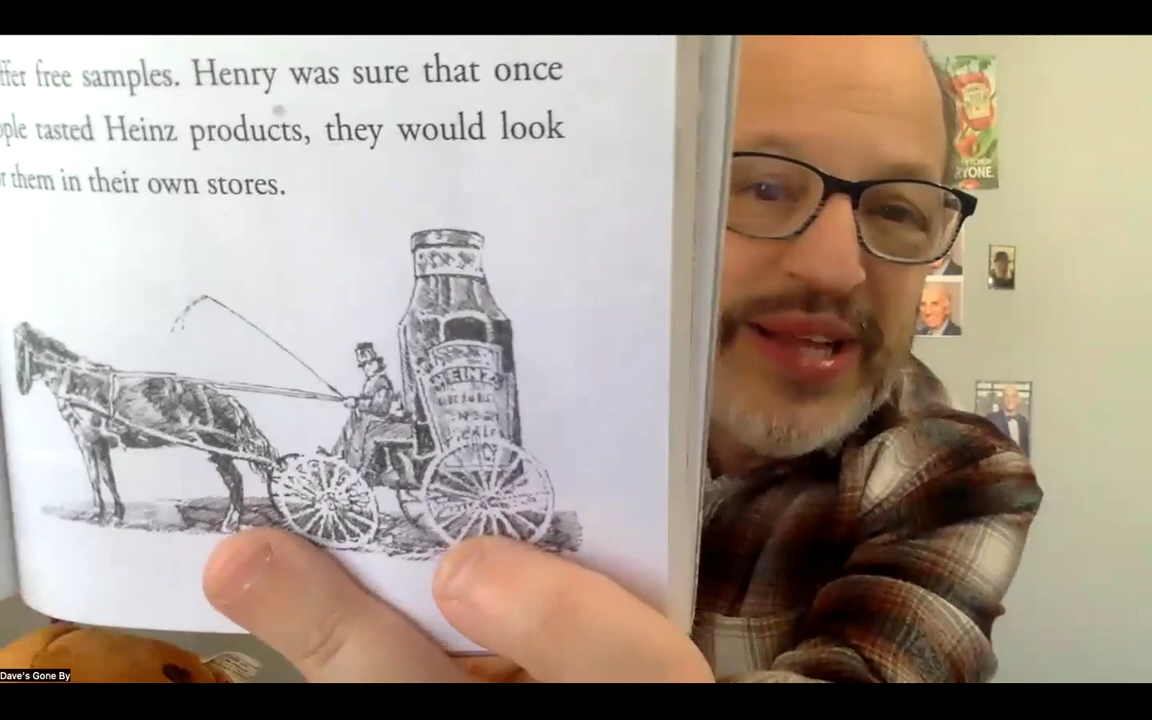 ffer free samples. Henry was sure that once
ople tasted Heinz products, they would look
r them in their own stores.
HEINZ
RYONE.
Dave's Gone By